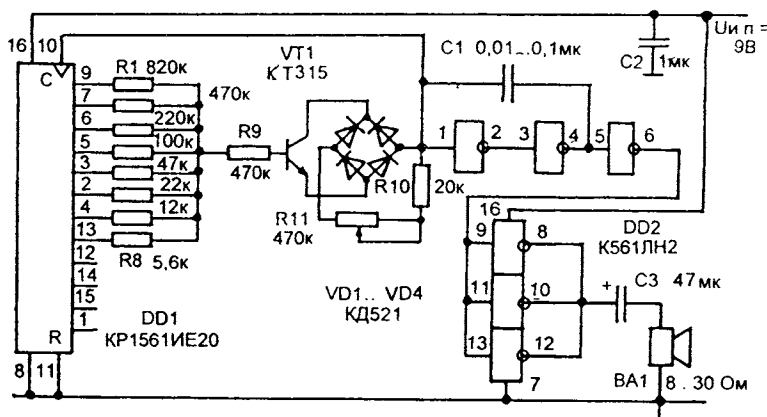 16 10
Uи п =
9В
C1 0,01...0,1мк
C2 1мк
VT1
КТ315
C
9 R1 820к
7 470к
6 220к
5 100к
3 47к
2 22к
4 12к
13 R8 5,6к
12
14
15
1
R
8 11
DD1
КР1561ИЕ20
R9
470к
R10
20к
R11
470к
VD1.. VD4
КД521
1 2 3 4 5 6
16
9 8
11 10
13 12
7
DD2
К561ЛН2
+ C3 47мк
BA1 8 . 30 Ом